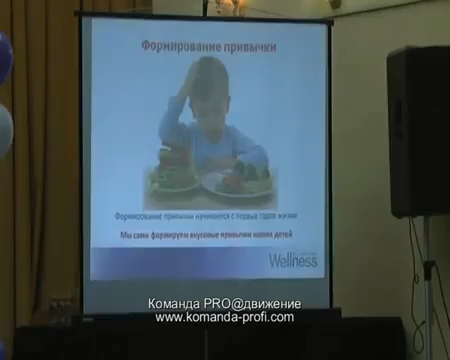 Формирование привычки
Формирование привычки начинается с первых годов жизни
Мы сами формируем вкусовые привычки наших детей
Wellness
Команда PRO@движение
www.komanda-profi.com